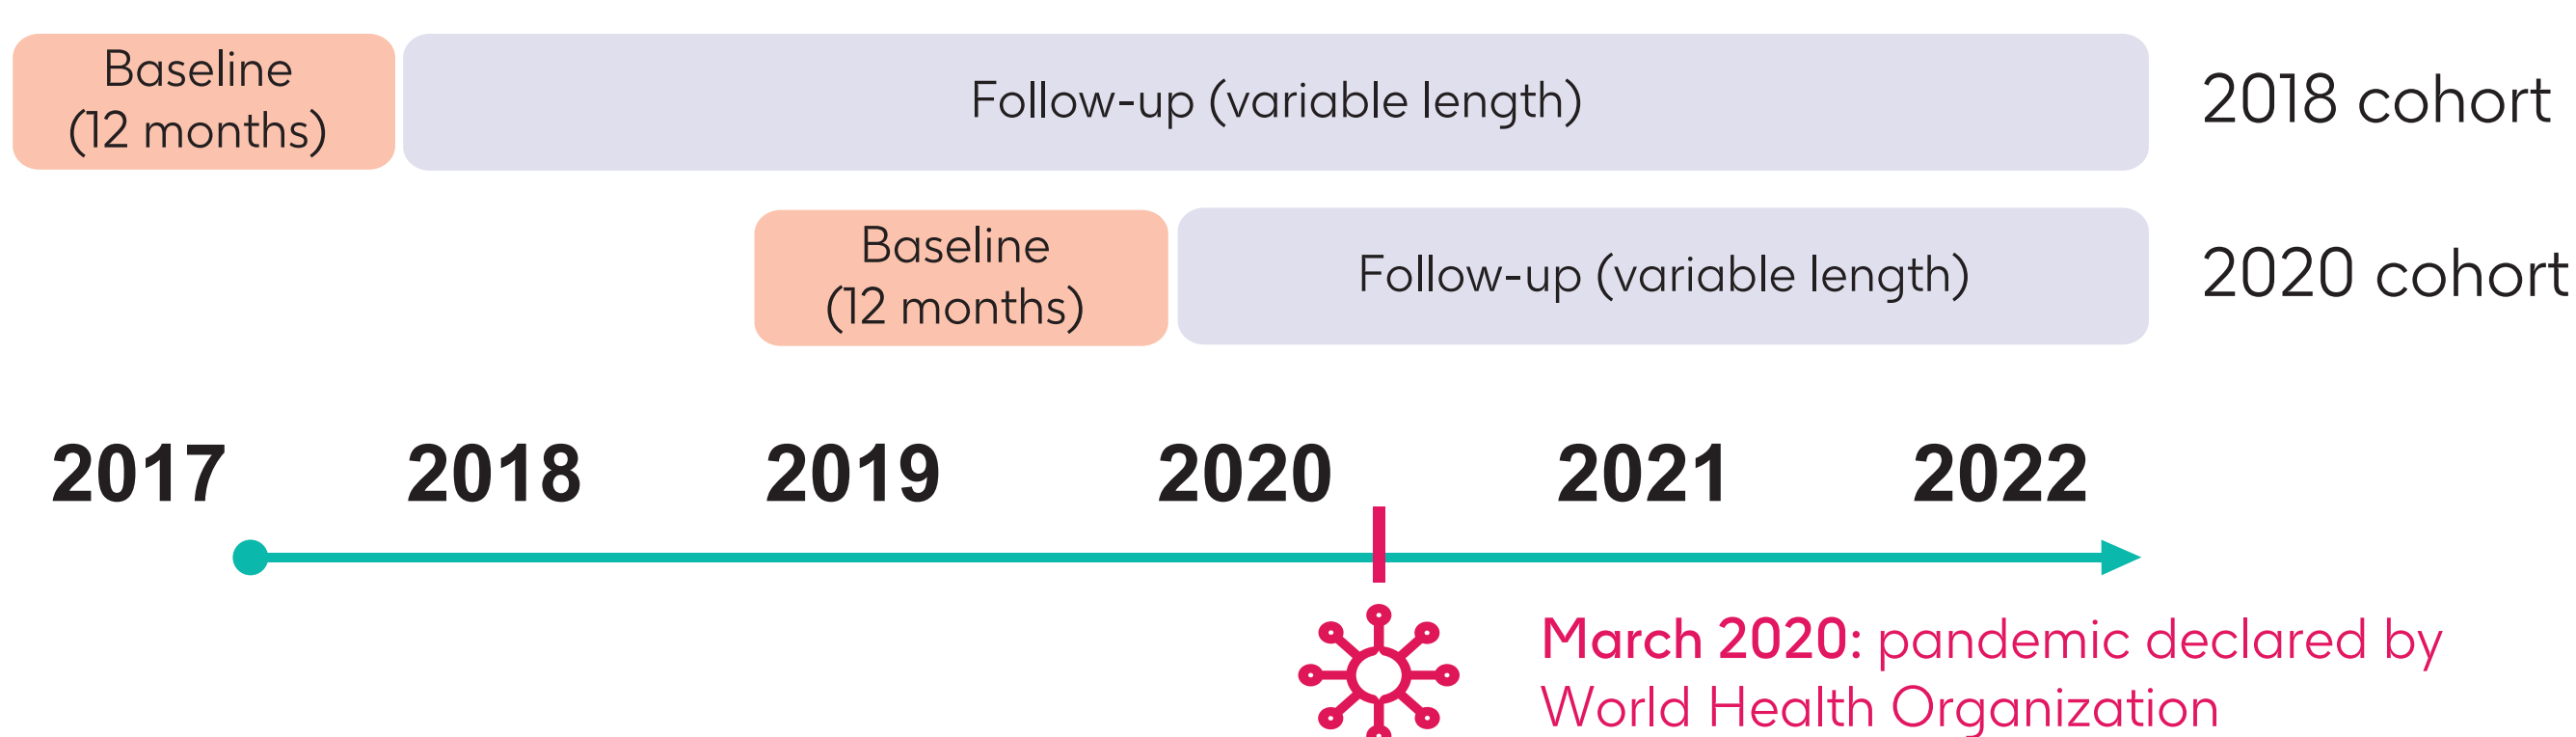 Baseline
(12 months)
Follow-up (variable length)
2018 cohort
Baseline
(12 months)
Follow-up (variable length)
2020 cohort
2017 2018 2019 2020 2021 2022
March 2020: pandemic declared by
World Health Organization